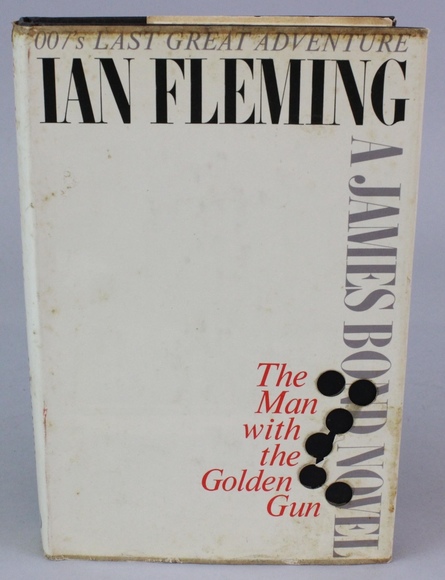 007's LAST GREAT ADVENTURE
IAN FLEMING
A JAMES BOND NOVEL
The
Man
with
the
Golden
Gun